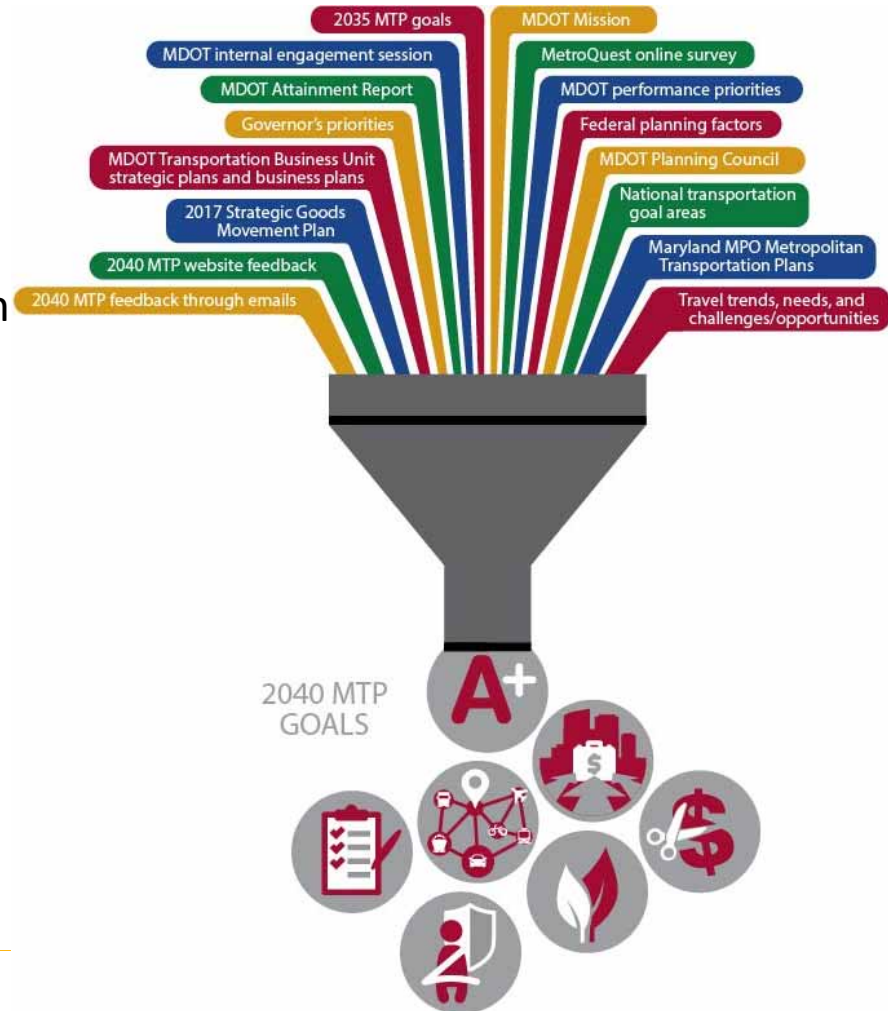 2035 MTP goals
MDOT internal engagement session
MDOT Attainment Report
Governor's priorities
MDOT Transportation Business Unit
strategic plans and business plans
2017 Strategic Goods
Movement Plan
2040 MTP website feedback
2040 MTP feedback through emails
MDOT Mission
MetroQuest online survey
MDOT performance priorities
Federal planning factors
MDOT Planning Council
National transportation
goal areas
Maryland MPO Metropolitan
Transportation Plans
Travel trends, needs, and
challenges/opportunities
2040 MTP
GOALS
A+
$
$